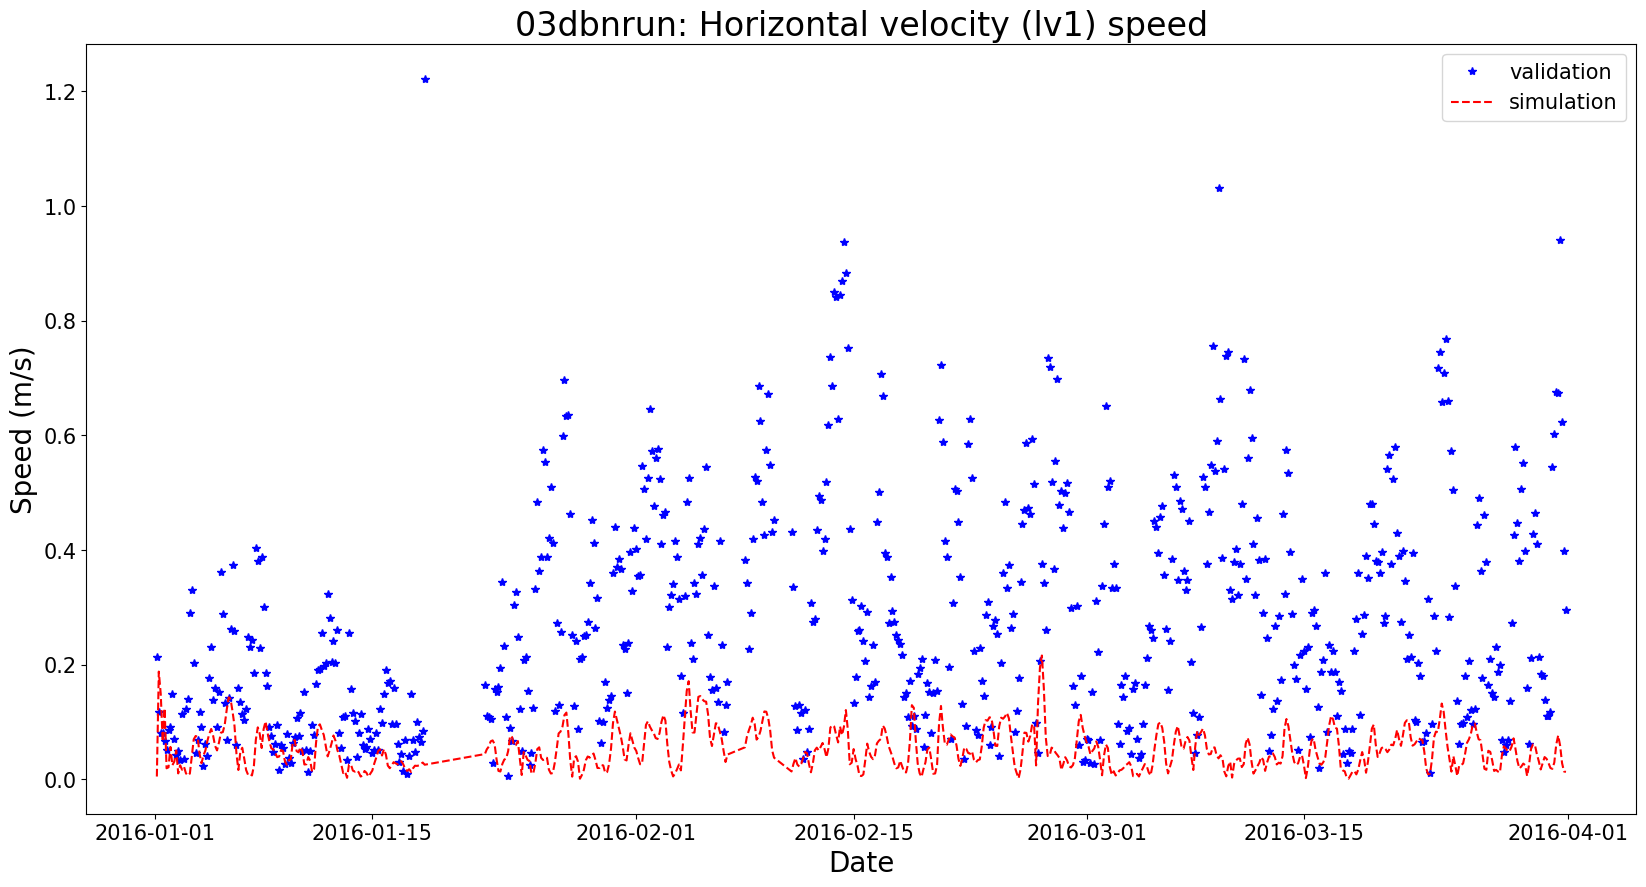 03dbnrun: Horizontal velocity (lv1) speed
validation
simulation
Speed (m/s)
1.2
1.0
0.8
0.6
0.4
0.2
0.0
2016-01-01
2016-01-15
2016-02-01
2016-02-15
2016-03-01
2016-03-15
2016-04-01
Date